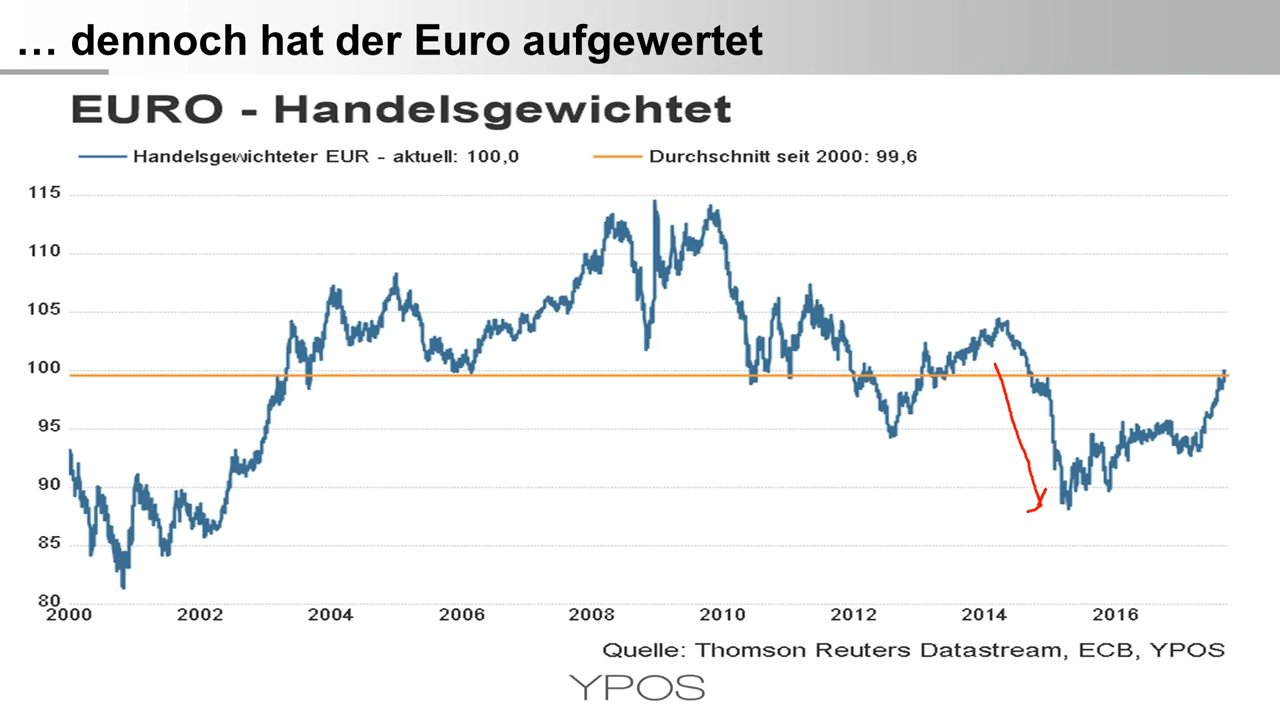 ... dennoch hat der Euro aufgewertet
EURO - Handelsgewichtet
Handelsgewichteter EUR - aktuell: 100,0
Durchschnitt seit 2000: 99,6
115
110
105
100
95
90
85
80
2000 2002 2004 2006 2008 2010 2012 2014 2016
Quelle: Thomson Reuters Datastream, ECB, YPOS
YPOS